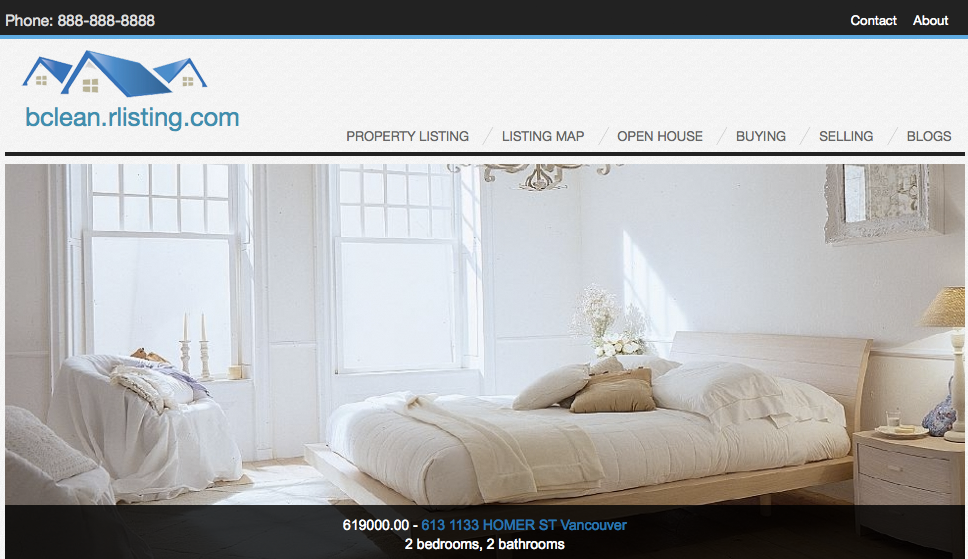 Phone: 888-888-8888
Contact About
bclean.rlisting.com
PROPERTY LISTING / LISTING MAP / OPEN HOUSE / BUYING / SELLING / BLOGS
619000.00 - 613 1133 HOMER ST Vancouver
2 bedrooms, 2 bathrooms